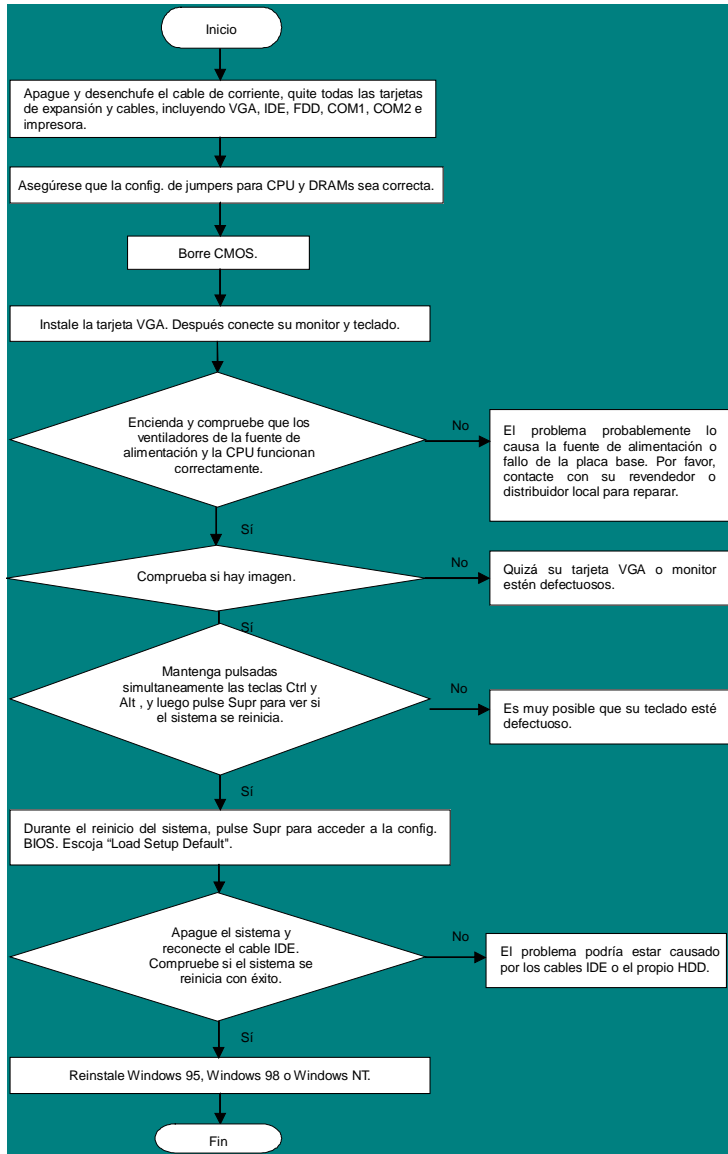 Inicio
Apague y desenchufe el cable de corriente, quite todas las tarjetas
de expansión y cables, incluyendo VGA, IDE, FDD, COM1, COM2 e
impresora.
Asegúrese que la config. de jumpers para CPU y DRAMs sea correcta.
Borre CMOS.
Instale la tarjeta VGA. Después conecte su monitor y teclado.
Encienda y compruebe que los
ventiladores de la fuente de
alimentación y la CPU funcionan
correctamente.
No
El problema probablemente lo
causa la fuente de alimentación o
fallo de la placa base. Por favor,
contacte con su revendedor o
distribuidor local para reparar.
Sí
Comprueba si hay imagen.
No
Quizá su tarjeta VGA o monitor
estén defectuosos.
Sí
Mantenga pulsadas
simultaneamente las teclas Ctrl y
Alt , y luego pulse Supr para ver si
el sistema se reinicia.
No
Es muy posible que su teclado esté
defectuoso.
Sí
Durante el reinicio del sistema, pulse Supr para acceder a la config.
BIOS. Escoja “Load Setup Default”.
Apague el sistema y
reconecte el cable IDE.
Compruebe si el sistema se
reinicia con éxito.
No
El problema podría estar causado
por los cables IDE o el propio HDD.
Sí
Reinstale Windows 95, Windows 98 o Windows NT.
Fin